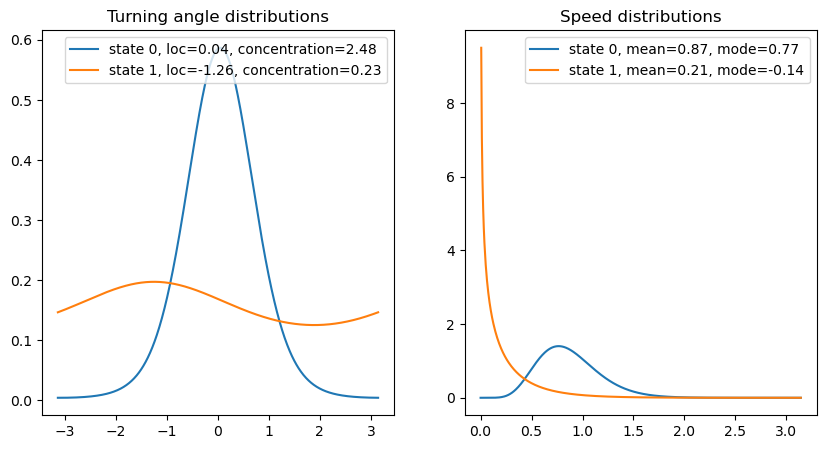 Turning angle distributions
state 0, loc=0.04, concentration=2.48
state 1, loc=-1.26, concentration=0.23
0.6
0.5
0.4
0.3
0.2
0.1
0.0
−3 −2 −1 0 1 2 3
Speed distributions
state 0, mean=0.87, mode=0.77
state 1, mean=0.21, mode=-0.14
8
6
4
2
0
0.0 0.5 1.0 1.5 2.0 2.5 3.0